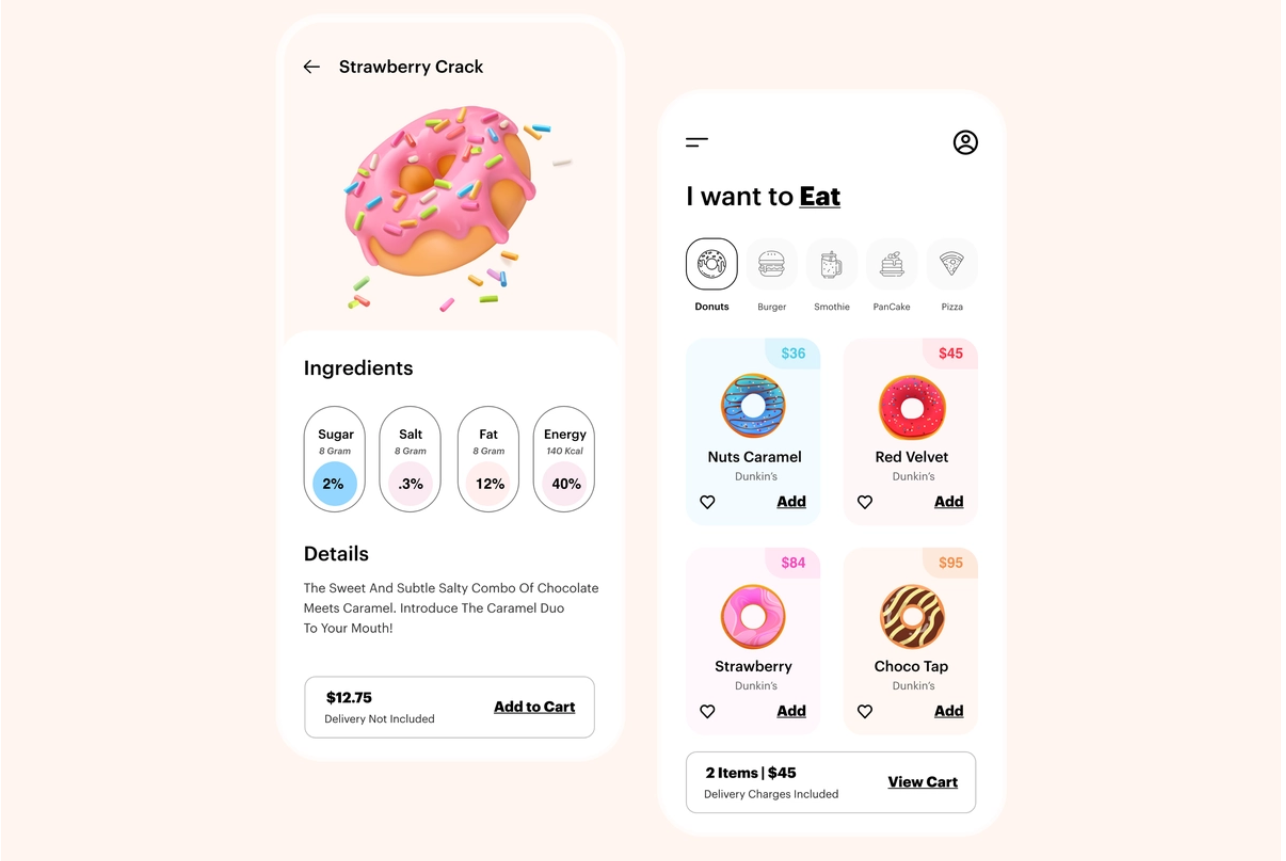 Strawberry Crack
Ingredients
Sugar
8 Gram
2%
Salt
8 Gram
.3%
Fat
8 Gram
12%
Energy
140 Kcal
40%
Details
The Sweet And Subtle Salty Combo Of Chocolate
Meets Caramel. Introduce The Caramel Duo
To Your Mouth!
$12.75
Delivery Not Included
Add to Cart
I want to Eat
Donuts
Burger
Smothie
PanCake
Pizza
$36
Nuts Caramel
Dunkin's
Add
$45
Red Velvet
Dunkin's
Add
$84
Strawberry
Dunkin's
Add
$95
Choco Tap
Dunkin's
Add
2 Items | $45
Delivery Charges Included
View Cart